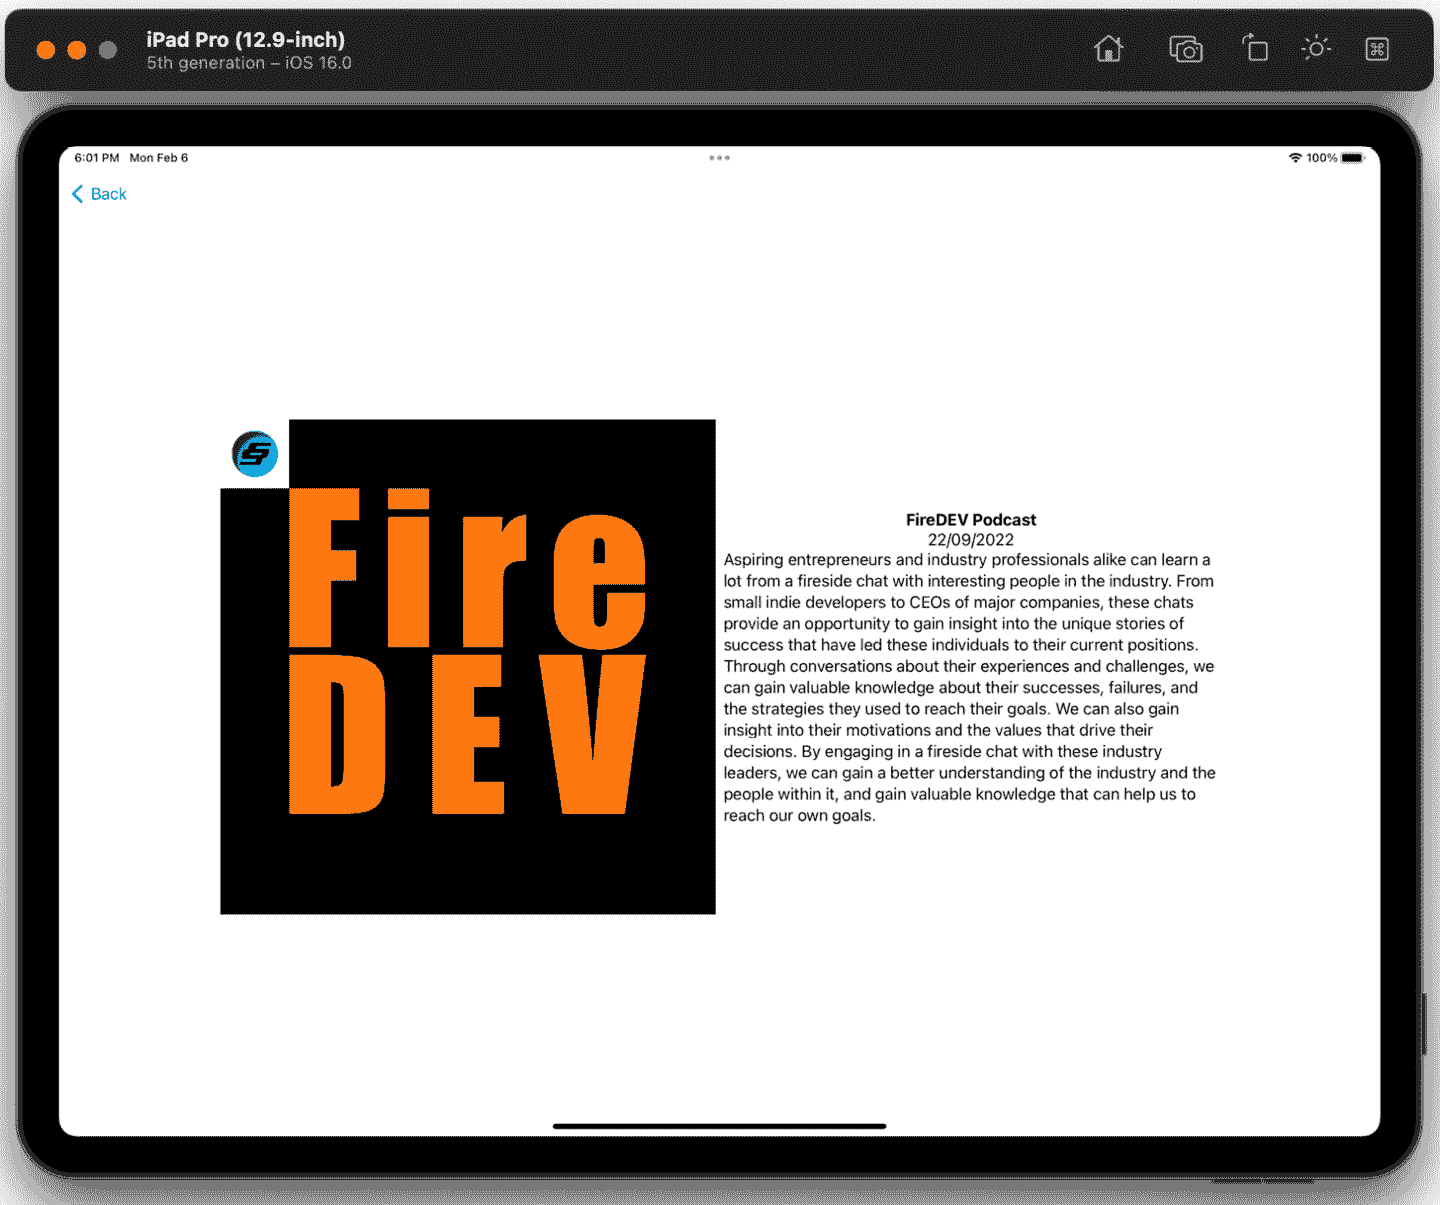 iPad Pro (12.9-inch)
5th generation – iOS 16.0
6:01 PM Mon Feb 6
100%
Back
Fire
DEV
FireDEV Podcast
22/09/2022
Aspiring entrepreneurs and industry professionals alike can learn a
lot from a fireside chat with interesting people in the industry. From
small indie developers to CEOs of major companies, these chats
provide an opportunity to gain insight into the unique stories of
success that have led these individuals to their current positions.
Through conversations about their experiences and challenges, we
can gain valuable knowledge about their successes, failures, and
the strategies they used to reach their goals. We can also gain
insight into their motivations and the values that drive their
decisions. By engaging in a fireside chat with these industry
leaders, we can gain a better understanding of the industry and the
people within it, and gain valuable knowledge that can help us to
reach our own goals.